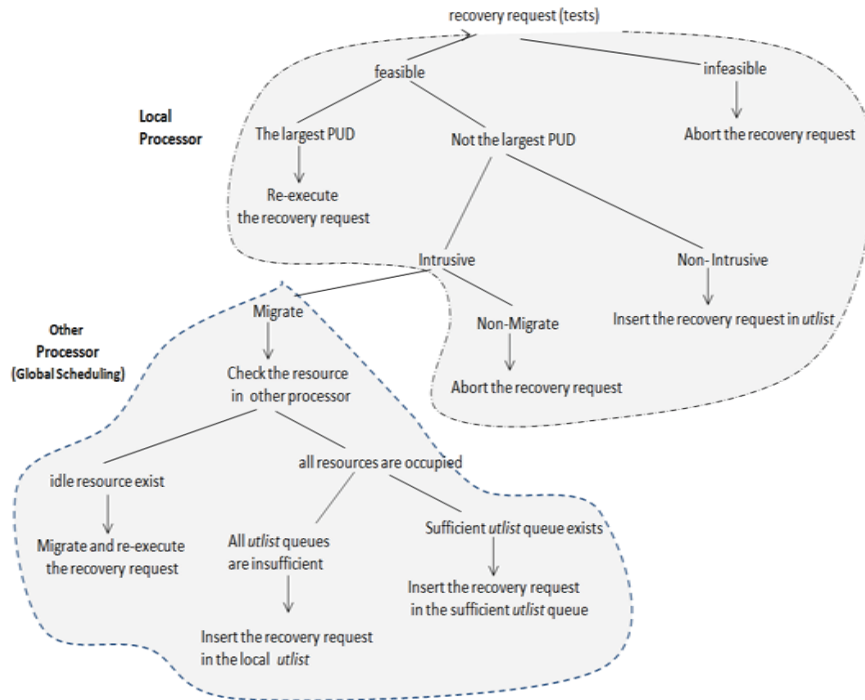 recovery request (tests)
feasible
infeasible
Local
Processor
The largest PUD
Not the largest PUD
Abort the recovery request
Re-execute
the recovery request
Intrusive
Non-Intrusive
Migrate
Non-Migrate
Insert the recovery request in utlist
Other
Processor
(Global Scheduling)
Check the resource
in other processor
Abort the recovery request
idle resource exist
all resources are occupied
Migrate and re-execute
the recovery request
All utlist queues
are insufficient
Sufficient utlist queue exists
Insert the recovery request
in the sufficient utlist queue
Insert the recovery request
in the local utlist